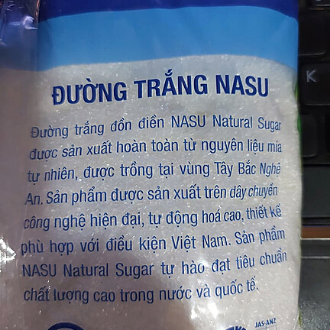 ĐƯỜNG TRẮNG NASU
Đường trắng đồn điền NASU Natural Sugar
được sản xuất hoàn toàn từ nguyên liệu mía
tự nhiên, được trồng tại vùng Tây Bắc Nghệ
An. Sản phẩm được sản xuất trên dây chuyền
công nghệ hiện đại, tự động hoá cao, thiết kế
phù hợp với điều kiện Việt Nam. Sản phẩm
NASU Natural Sugar tự hào đạt tiêu chuẩn
chất lượng cao trong nước và quốc tế.
JAS-ANZ